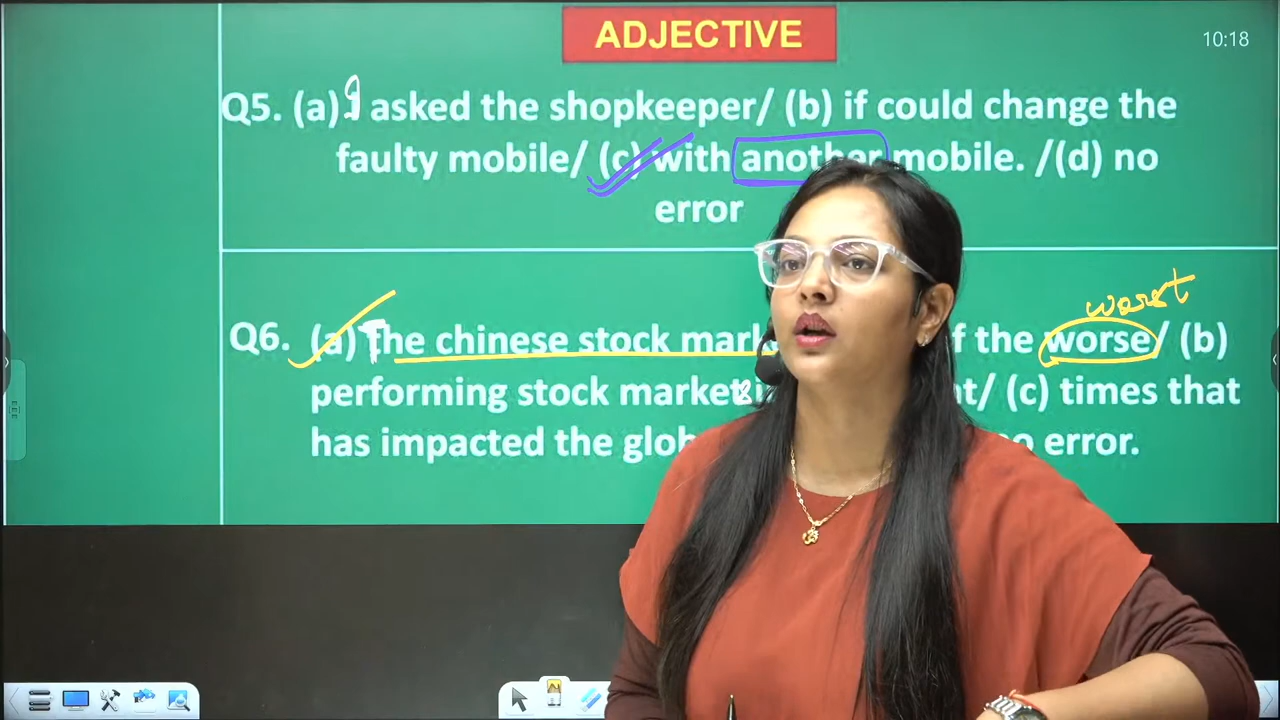 ADJECTIVE
10:18
Q5. (a) I asked the shopkeeper/ (b) if could change the
faulty mobile/ (c) with another mobile. /(d) no
error
worst
Q6. (a) The chinese stock mark f the worse/ (b)
performing stock market t/ (c) times that
has impacted the glob o error.